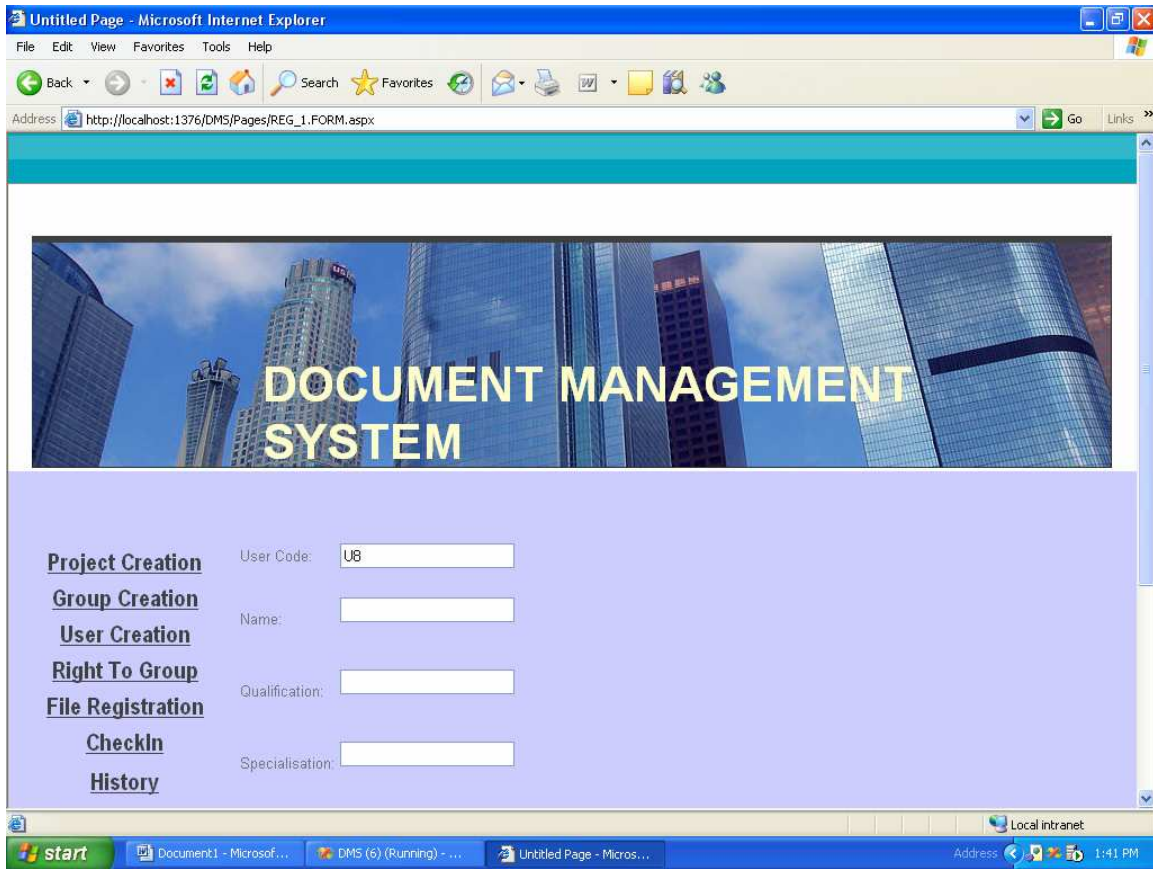 Untitled Page - Microsoft Internet Explorer
File Edit View Favorites Tools Help
Back Search Favorites
Address http://localhost:1376/DMS/Pages/REG_1.FORM.aspx Go Links »
DOCUMENT MANAGEMENT
SYSTEM
Project Creation
Group Creation
User Creation
Right To Group
File Registration
CheckIn
History
User Code: U8
Name:
Qualification:
Specialisation:
Local intranet
start Document1 - Microsof... DMS (6) (Running) - ... Untitled Page - Micros... Address 1:41 PM